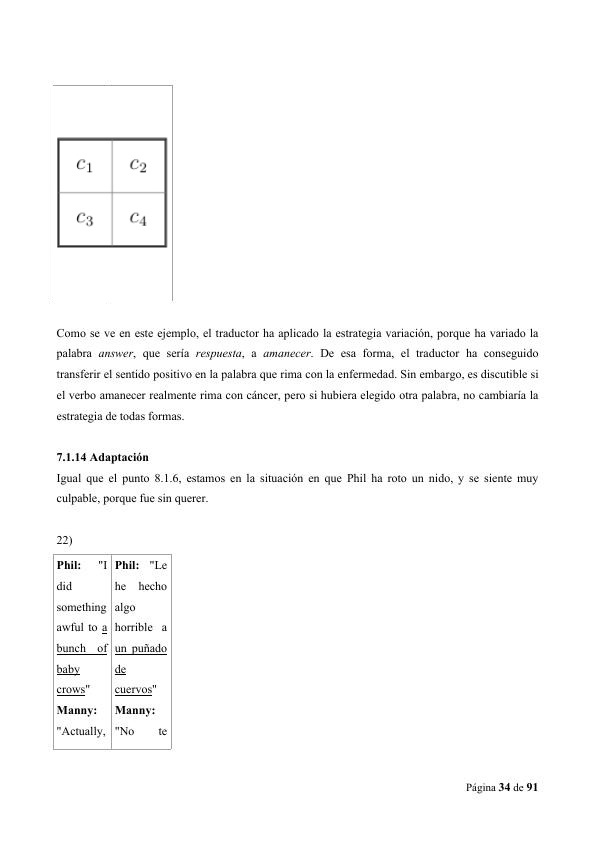 c1 c2
c3 c4
Como se ve en este ejemplo, el traductor ha aplicado la estrategia variación, porque ha variado la
palabra answer, que sería respuesta, a amanecer. De esa forma, el traductor ha conseguido
transferir el sentido positivo en la palabra que rima con la enfermedad. Sin embargo, es discutible si
el verbo amanecer realmente rima con cáncer, pero si hubiera elegido otra palabra, no cambiaría la
estrategia de todas formas.
7.1.14 Adaptación
Igual que el punto 8.1.6, estamos en la situación en que Phil ha roto un nido, y se siente muy
culpable, porque fue sin querer.
22)
Phil: "I
did
something
awful to a
bunch of
baby
crows"
Manny:
"Actually,
Phil: "Le
he hecho
algo
horrible a
un puñado
de
cuervos"
Manny:
"No te
Página 34 de 91